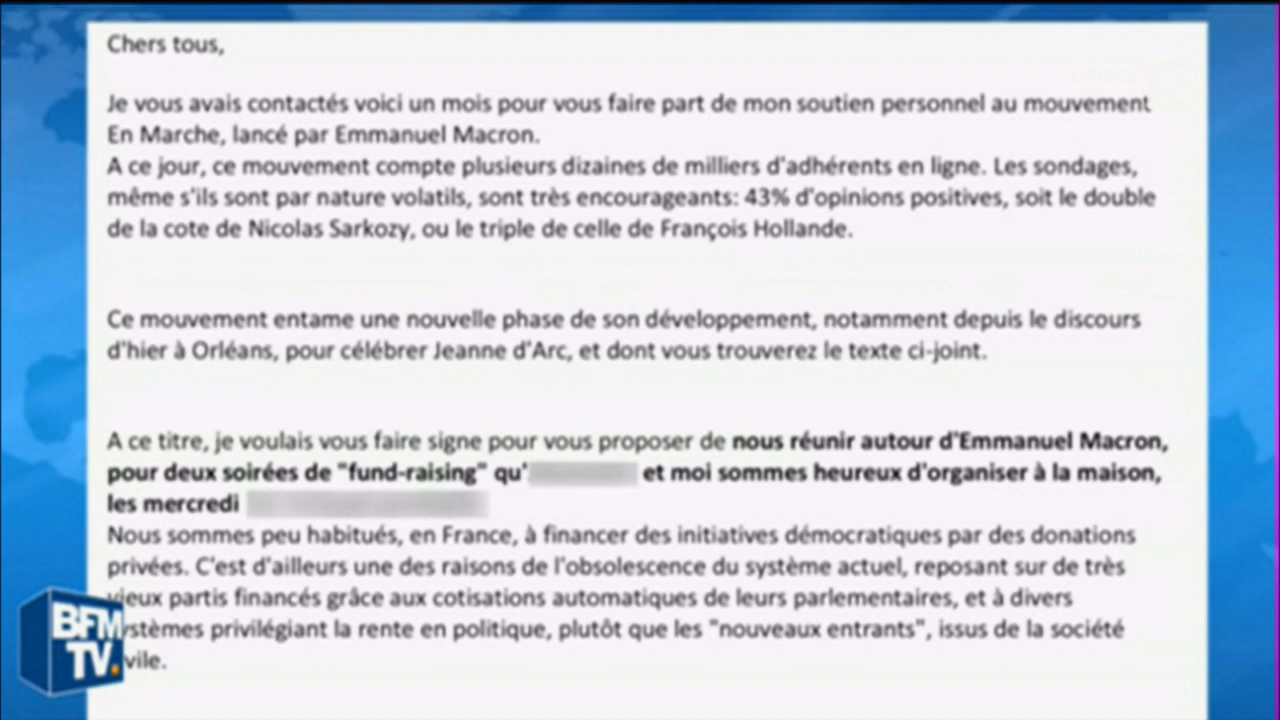 Chers tous,
Je vous avais contactés voici un mois pour vous faire part de mon soutien personnel au mouvement
En Marche, lancé par Emmanuel Macron.
A ce jour, ce mouvement compte plusieurs dizaines de milliers d'adhérents en ligne. Les sondages,
même s'ils sont par nature volatils, sont très encourageants: 43% d'opinions positives, soit le double
de la cote de Nicolas Sarkozy, ou le triple de celle de François Hollande.
Ce mouvement entame une nouvelle phase de son développement, notamment depuis le discours
d'hier à Orléans, pour célébrer Jeanne d'Arc, et dont vous trouverez le texte ci-joint.
A ce titre, je voulais vous faire signe pour vous proposer de nous réunir autour d'Emmanuel Macron,
pour deux soirées de "fund-raising" qu' et moi sommes heureux d'organiser à la maison,
les mercredi
Nous sommes peu habitués, en France, à financer des initiatives démocratiques par des donations
privées. C'est d'ailleurs une des raisons de l'obsolescence du système actuel, reposant sur de très
vieux partis financés grâce aux cotisations automatiques de leurs parlementaires, et à divers
ystèmes privilégiant la rente en politique, plutôt que les "nouveaux entrants", issus de la société
vile.
BFM
TV.